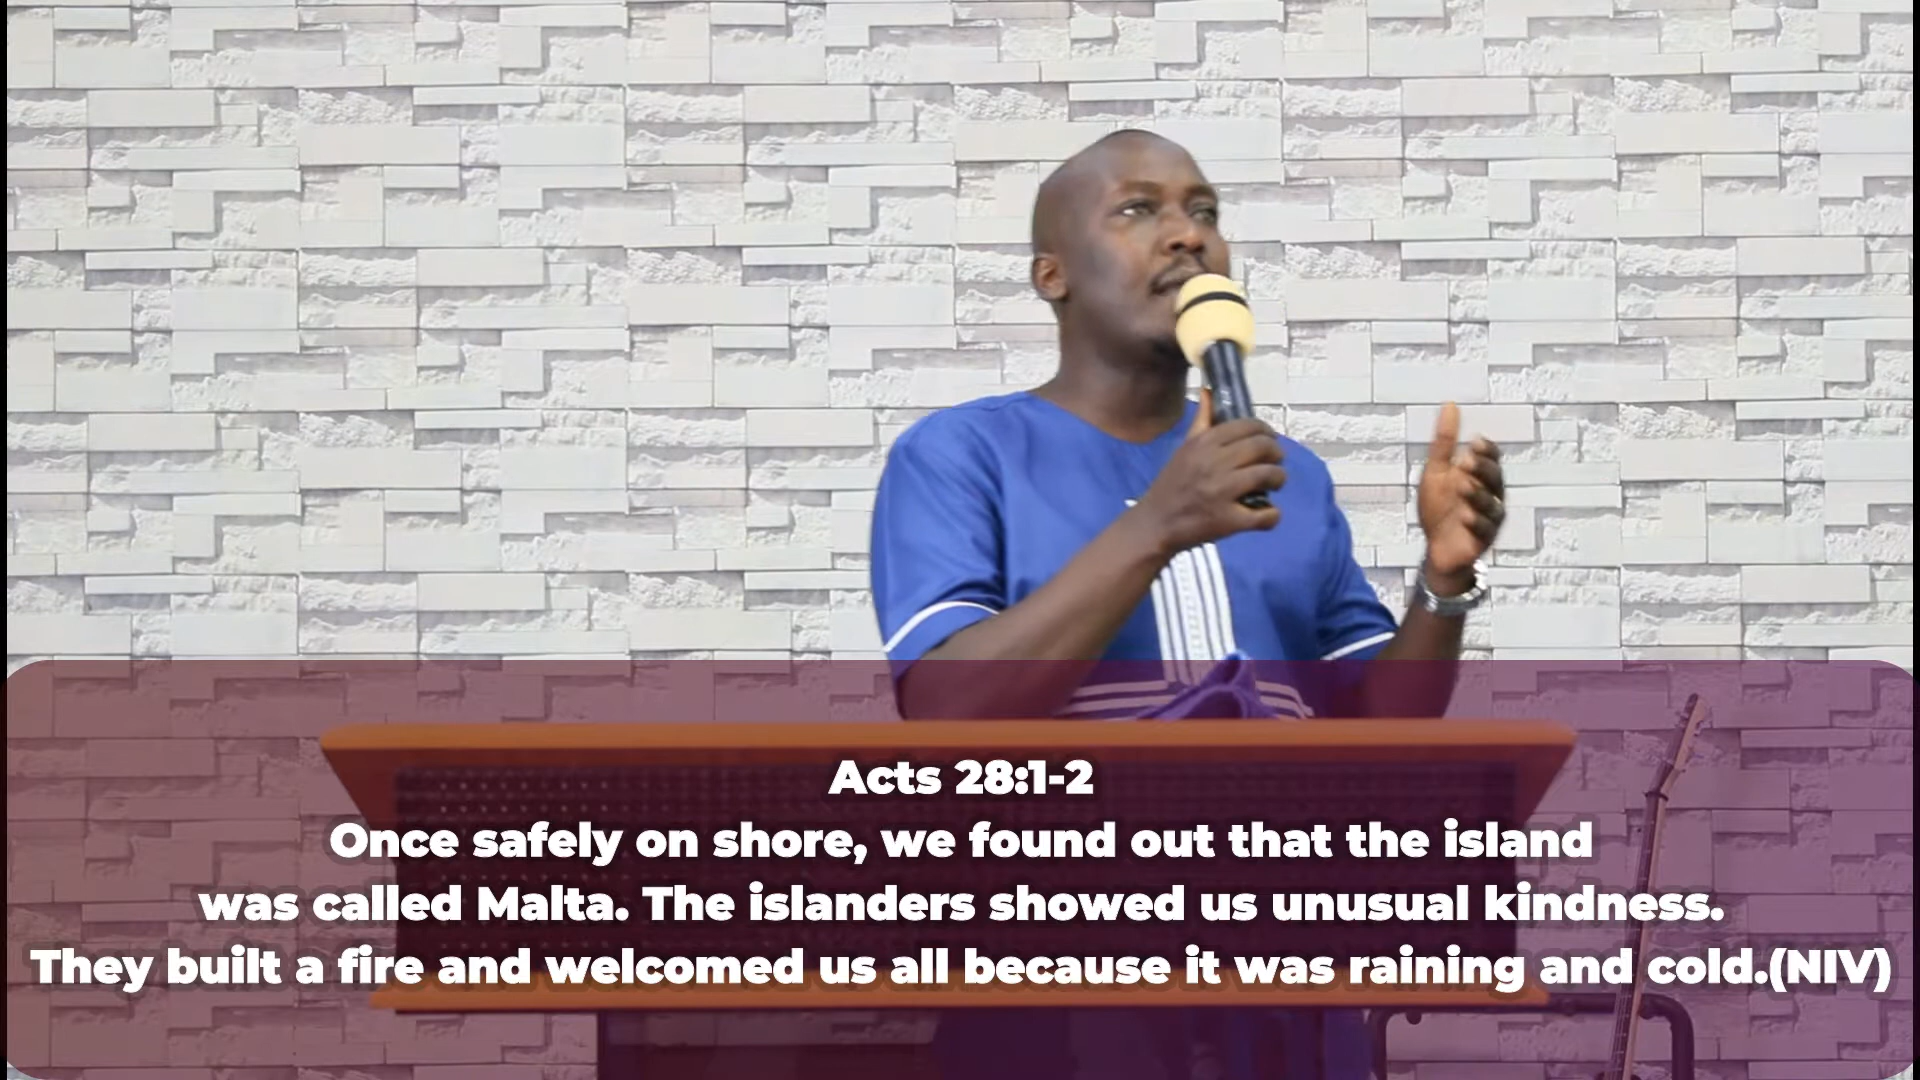 Acts 28:1-2
Once safely on shore, we found out that the island
was called Malta. The islanders showed us unusual kindness.
They built a fire and welcomed us all because it was raining and cold.(NIV)